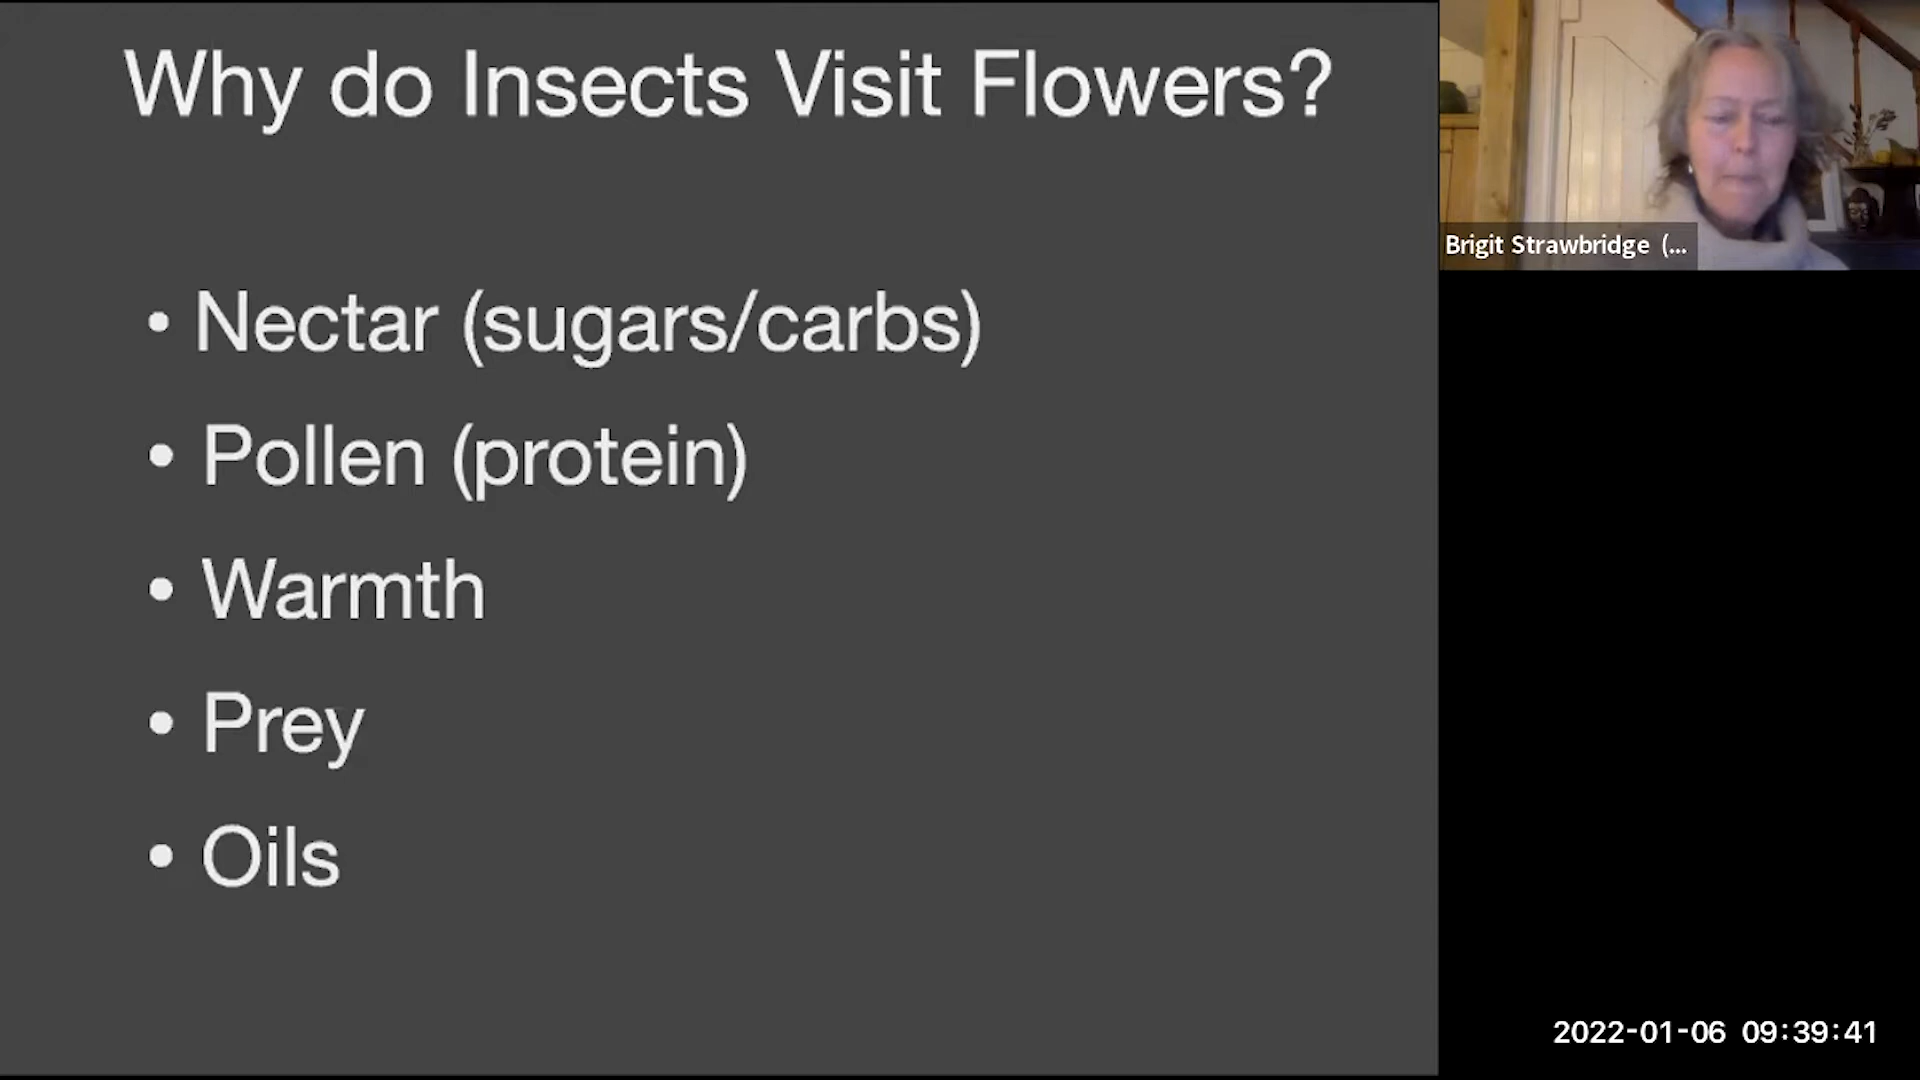 Why do Insects Visit Flowers?
• Nectar (sugars/carbs)
• Pollen (protein)
• Warmth
• Prey
• Oils
Brigit Strawbridge (...
2022-01-06 09:39:41